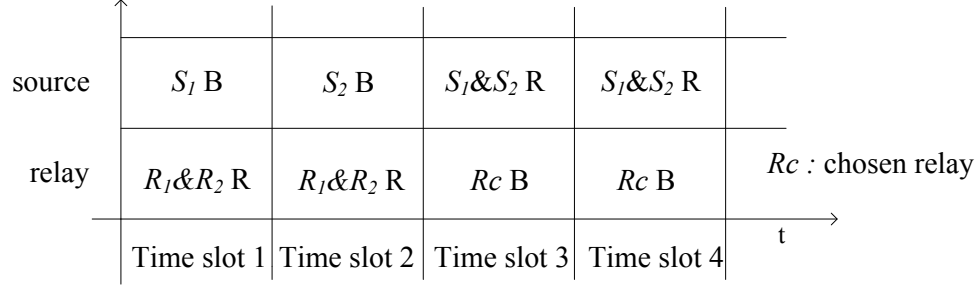 source S₁ B S₂ B S₁&S₂ R S₁&S₂ R
relay R₁&R₂ R R₁&R₂ R Rc B Rc B Rc : chosen relay
t
Time slot 1 Time slot 2 Time slot 3 Time slot 4